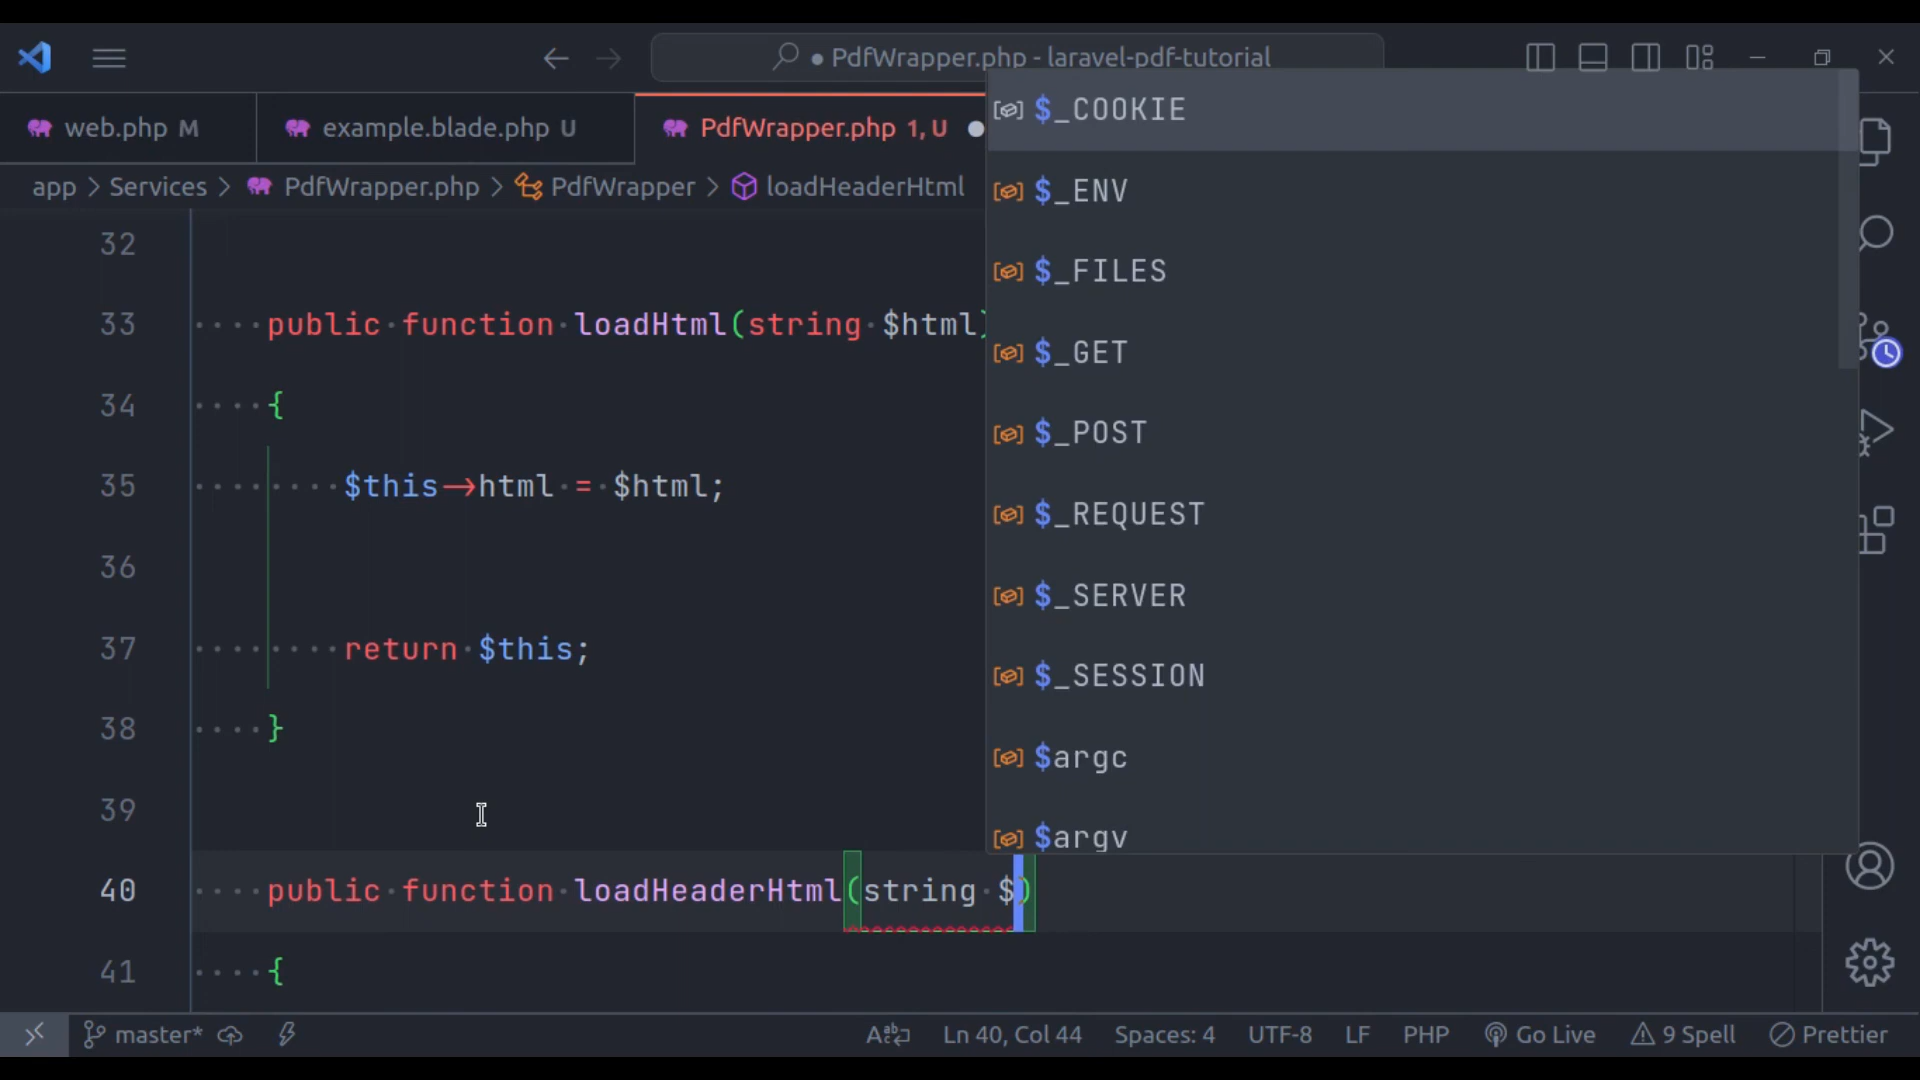 PdfWrapper.php - laravel-pdf-tutorial
web.php M
example.blade.php U
PdfWrapper.php 1, U
app > Services > PdfWrapper.php > PdfWrapper > loadHeaderHtml
32
33 public function loadHtml(string $html)
34 {
35 $this->html = $html;
36
37 return $this;
38 }
39
40 public function loadHeaderHtml(string $)
41 {
$_COOKIE
$_ENV
$_FILES
$_GET
$_POST
$_REQUEST
$_SERVER
$_SESSION
$argc
$argv
master* Ln 40, Col 44 Spaces: 4 UTF-8 LF PHP Go Live 9 Spell Prettier